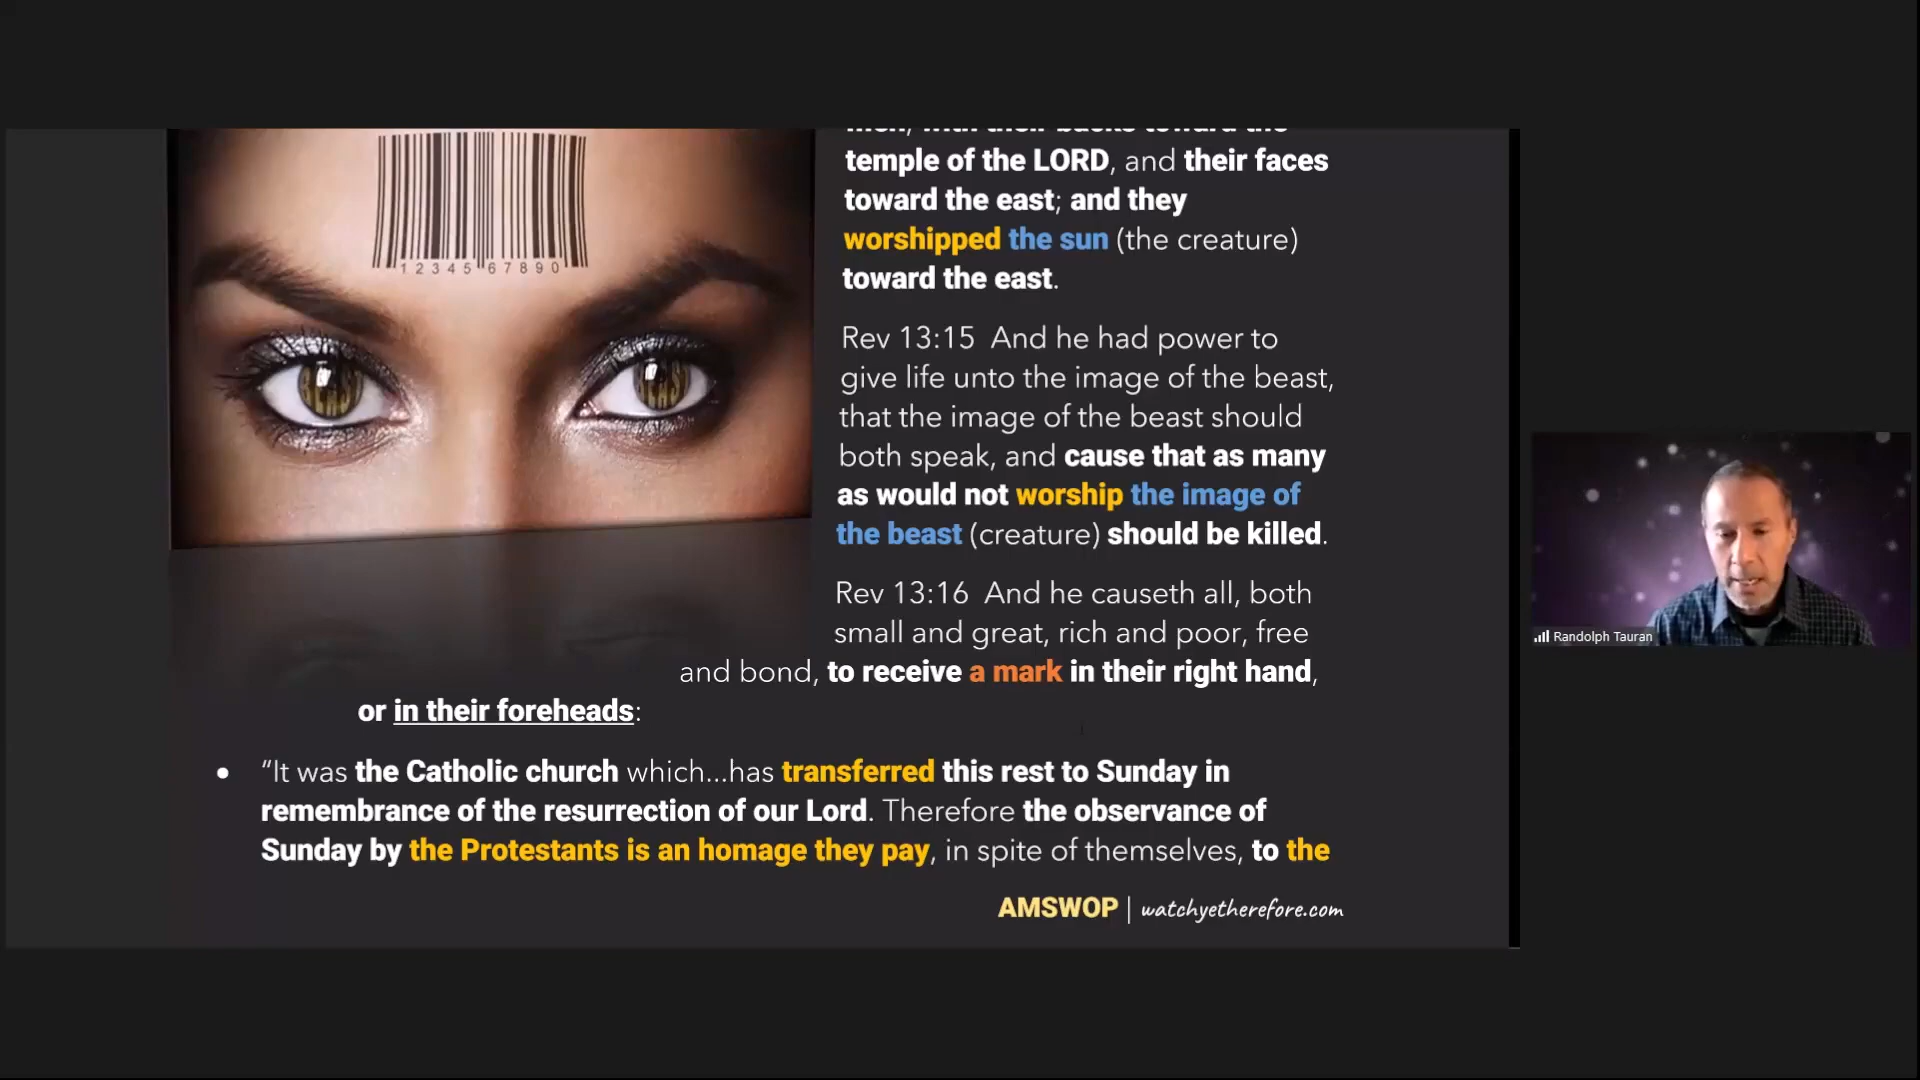 men, with their backs toward the
temple of the LORD, and their faces
toward the east; and they
worshipped the sun (the creature)
toward the east.
Rev 13:15 And he had power to
give life unto the image of the beast,
that the image of the beast should
both speak, and cause that as many
as would not worship the image of
the beast (creature) should be killed.
Rev 13:16 And he causeth all, both
small and great, rich and poor, free
and bond, to receive a mark in their right hand,
or in their foreheads:
• “It was the Catholic church which...has transferred this rest to Sunday in
remembrance of the resurrection of our Lord. Therefore the observance of
Sunday by the Protestants is an homage they pay, in spite of themselves, to the
AMSWOP | watchyetherefore.com
1 2 3 4 5 6 7 8 9 0
Randolph Tauran